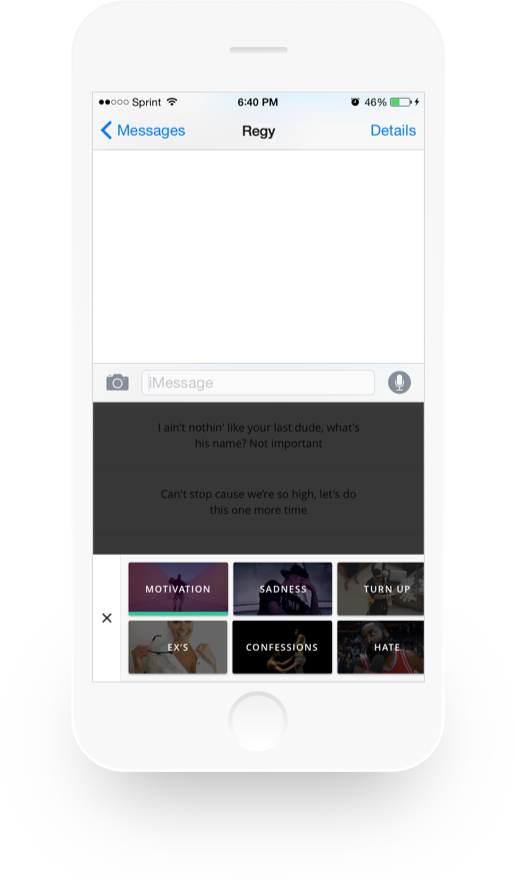 Sprint 6:40 PM 46%
Messages Regy Details
iMessage
I ain't nothin' like your last dude, what's
his name? Not important
Can't stop cause we're so high, let's do
this one more time
MOTIVATION SADNESS TURN UP
EX'S CONFESSIONS HATE